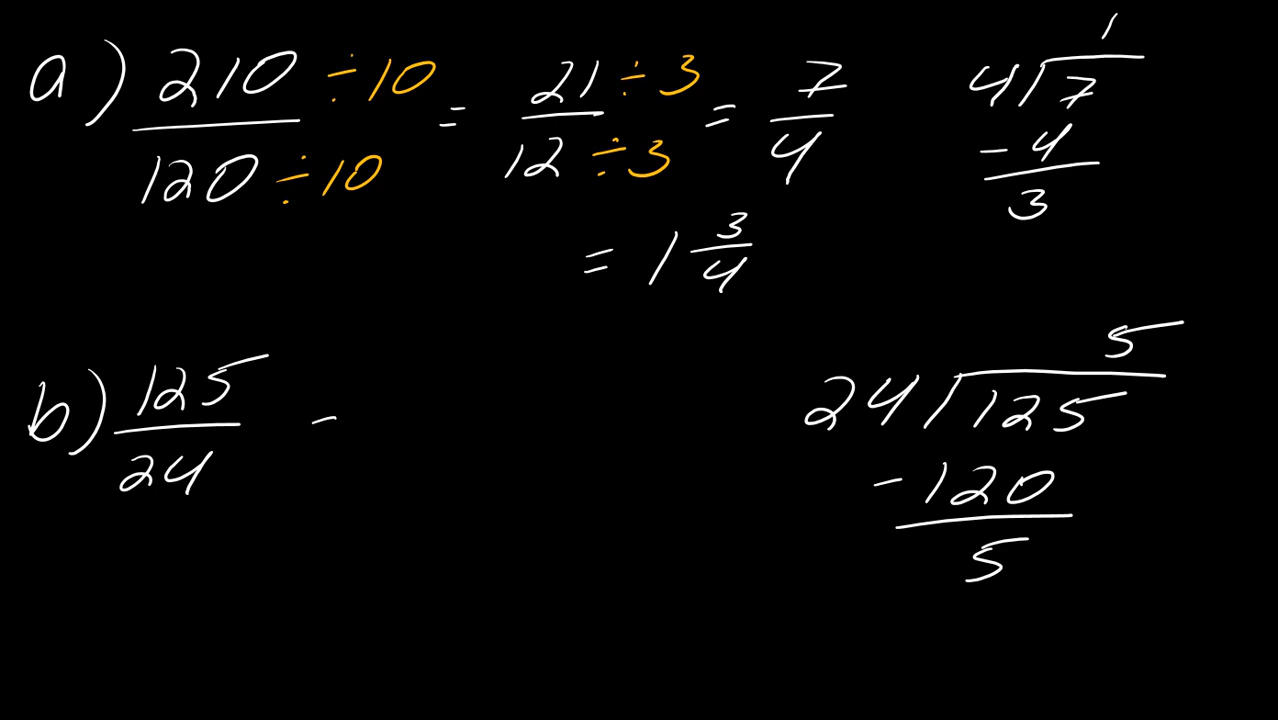 a) 210 ÷10 / 120 ÷10 = 21 ÷3 / 12 ÷3 = 7/4
= 1 3/4
1
4)7
- 4
3
b) 125/24 -
5
24)125
- 120
5